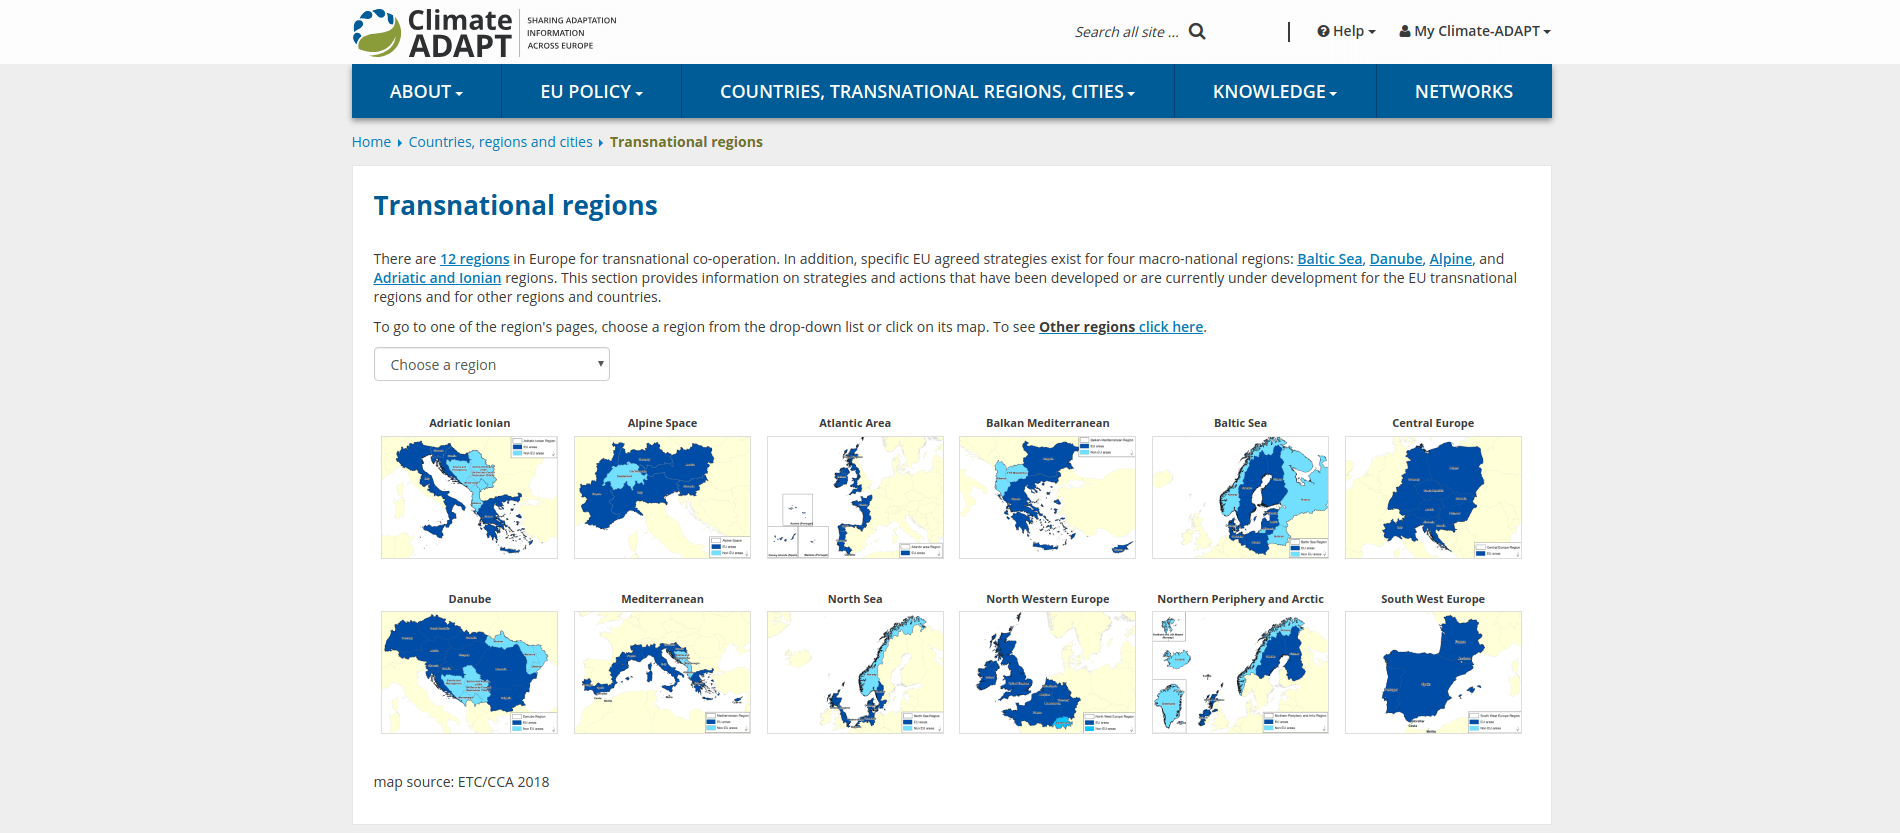 Climate
ADAPT
SHARING ADAPTATION
INFORMATION
ACROSS EUROPE
Search all site ...
Help
My Climate-ADAPT
ABOUT
EU POLICY
COUNTRIES, TRANSNATIONAL REGIONS, CITIES
KNOWLEDGE
NETWORKS
Home Countries, regions and cities Transnational regions
Transnational regions
There are 12 regions in Europe for transnational co-operation. In addition, specific EU agreed strategies exist for four macro-national regions: Baltic Sea, Danube, Alpine, and
Adriatic and Ionian regions. This section provides information on strategies and actions that have been developed or are currently under development for the EU transnational
regions and for other regions and countries.
To go to one of the region's pages, choose a region from the drop-down list or click on its map. To see Other regions click here.
Choose a region
Adriatic Ionian
Alpine Space
Atlantic Area
Balkan Mediterranean
Baltic Sea
Central Europe
Danube
Mediterranean
North Sea
North Western Europe
Northern Periphery and Arctic
South West Europe
map source: ETC/CCA 2018